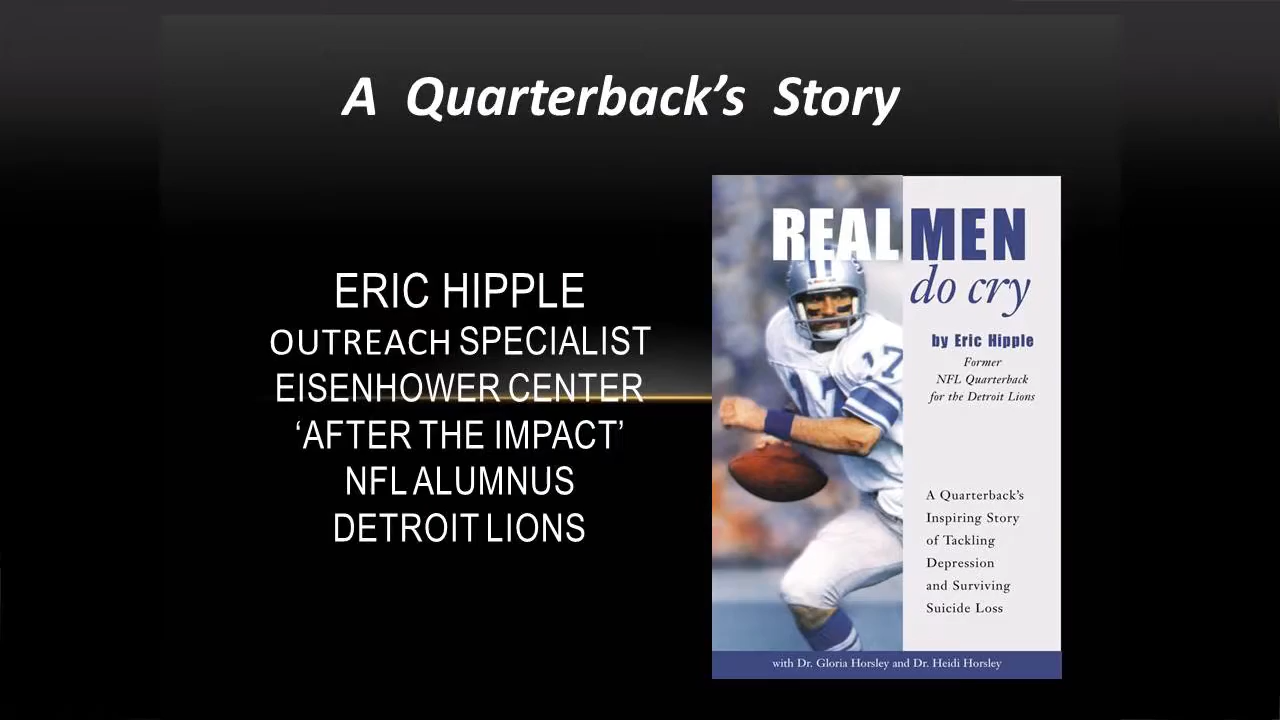 A Quarterback’s Story
ERIC HIPPLE
OUTREACH SPECIALIST
EISENHOWER CENTER
‘AFTER THE IMPACT’
NFL ALUMNUS
DETROIT LIONS
REAL MEN
do cry
by Eric Hipple
Former
NFL Quarterback
for the Detroit Lions
17
A Quarterback’s
Inspiring Story
of Tackling
Depression
and Surviving
Suicide Loss
with Dr. Gloria Horsley and Dr. Heidi Horsley